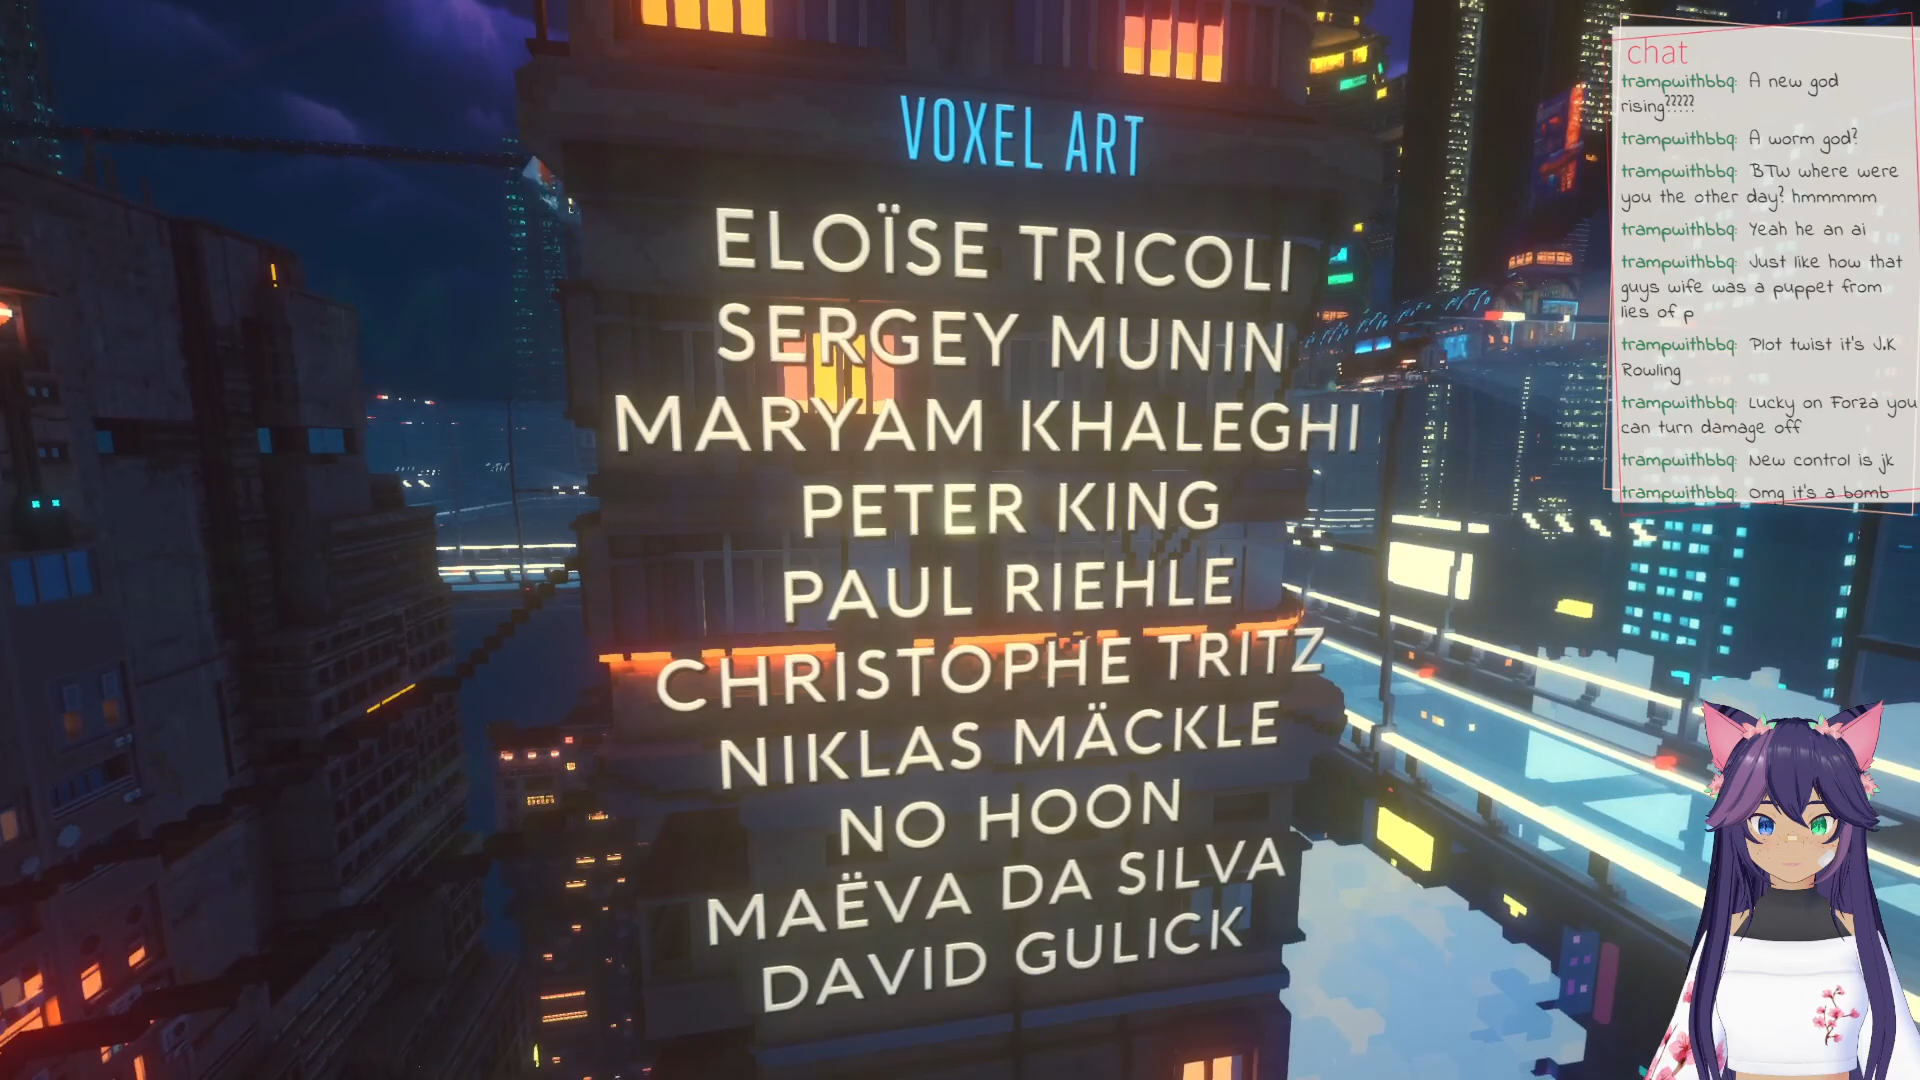 VOXEL ART
ELOÏSE TRICOLI
SERGEY MUNIN
MARYAM KHALEGHI
PETER KING
PAUL RIEHLE
CHRISTOPHE TRITZ
NIKLAS MÄCKLE
NO HOON
MAËVA DA SILVA
DAVID GULICK
chat
trampwithbbq: A new god
rising?????
trampwithbbq: A worm god?
trampwithbbq: BTW where were
you the other day? hmmmmm
trampwithbbq: Yeah he an ai
trampwithbbq: Just like how that
guys wife was a puppet from
lies of p
trampwithbbq: Plot twist it's J.K
Rowling
trampwithbbq: Lucky on Forza you
can turn damage off
trampwithbbq: New control is jk
trampwithbbq: Omg it's a bomb